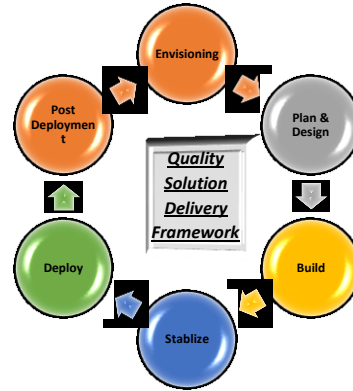 Envisioning
Plan &
Design
Build
Stablize
Deploy
Post
Deploymen
t
Quality
Solution
Delivery
Framework